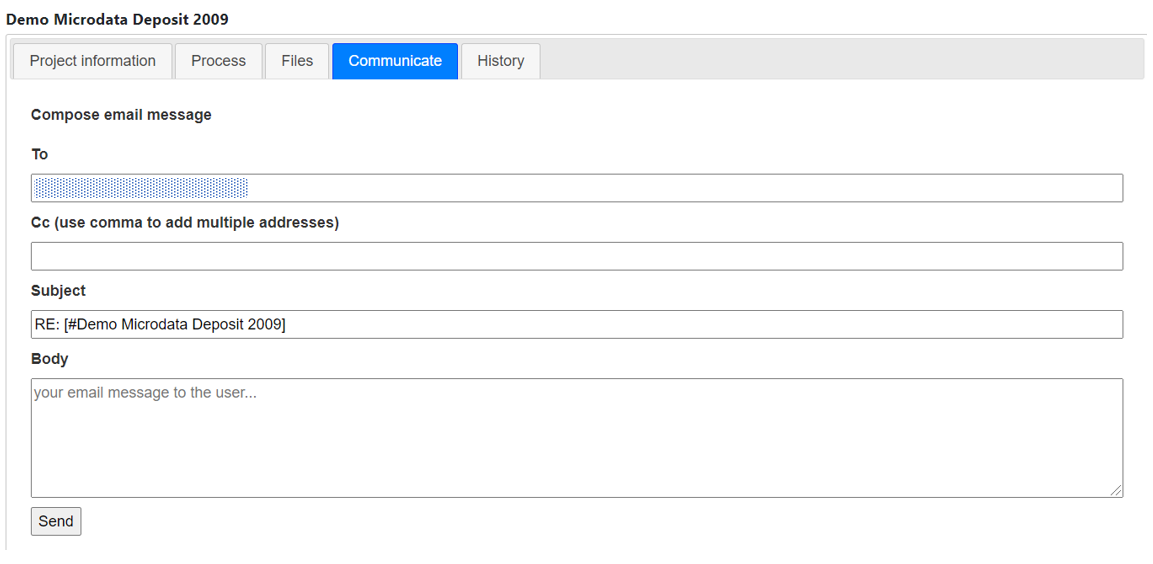 Demo Microdata Deposit 2009
Project information Process Files Communicate History
Compose email message
To
Cc (use comma to add multiple addresses)
Subject
RE: [#Demo Microdata Deposit 2009]
Body
your email message to the user...
Send